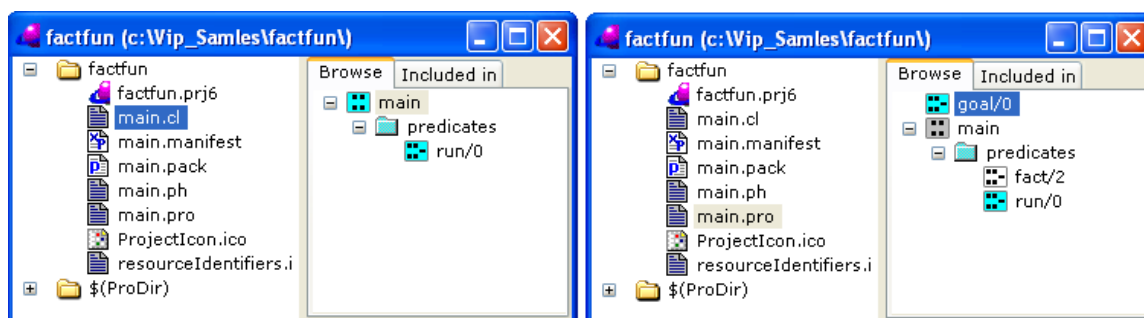 factfun (c:\Vip_Samles\factfun\)
factfun
factfun.prj6
main.cl
main.manifest
main.pack
main.ph
main.pro
ProjectIcon.ico
resourceIdentifiers.i
$(ProDir)
Browse
Included in
main
predicates
run/0
factfun (c:\Vip_Samles\factfun\)
factfun
factfun.prj6
main.cl
main.manifest
main.pack
main.ph
main.pro
ProjectIcon.ico
resourceIdentifiers.i
$(ProDir)
Browse
Included in
goal/0
main
predicates
fact/2
run/0